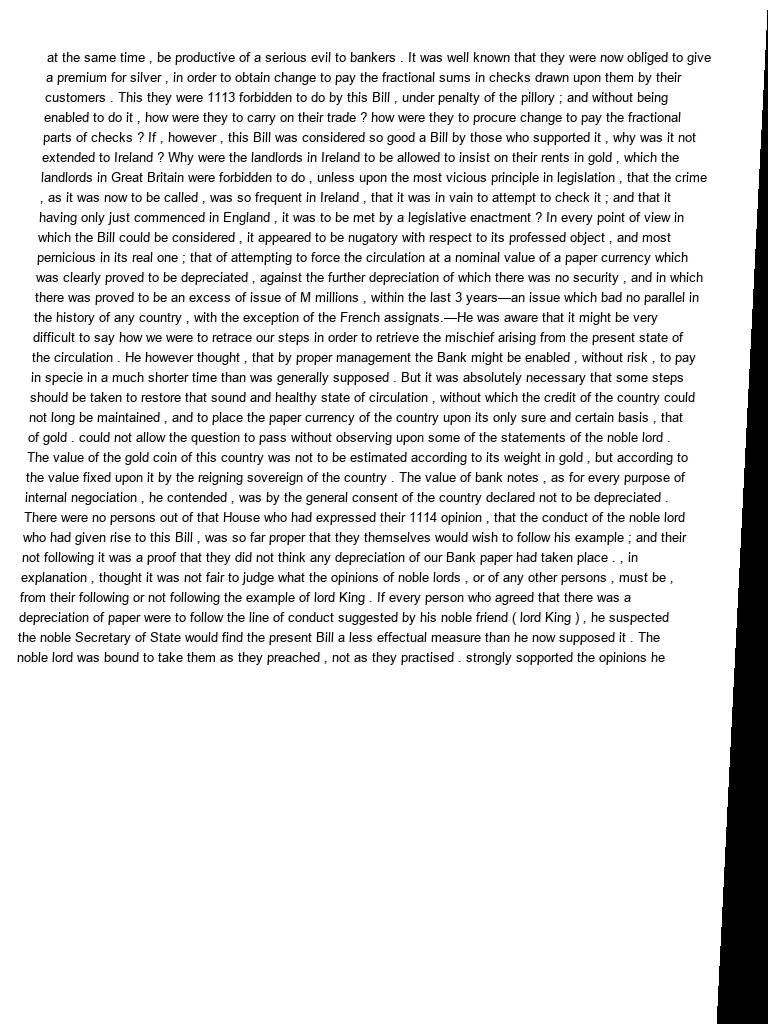 at the same time , be productive of a serious evil to bankers . It was well known that they were now obliged to give
a premium for silver , in order to obtain change to pay the fractional sums in checks drawn upon them by their
customers . This they were 1113 forbidden to do by this Bill , under penalty of the pillory ; and without being
enabled to do it , how were they to carry on their trade ? how were they to procure change to pay the fractional
parts of checks ? If , however , this Bill was considered so good a Bill by those who supported it , why was it not
extended to Ireland ? Why were the landlords in Ireland to be allowed to insist on their rents in gold , which the
landlords in Great Britain were forbidden to do , unless upon the most vicious principle in legislation , that the crime
, as it was now to be called , was so frequent in Ireland , that it was in vain to attempt to check it ; and that it
having only just commenced in England , it was to be met by a legislative enactment ? In every point of view in
which the Bill could be considered , it appeared to be nugatory with respect to its professed object , and most
pernicious in its real one ; that of attempting to force the circulation at a nominal value of a paper currency which
was clearly proved to be depreciated , against the further depreciation of which there was no security , and in which
there was proved to be an excess of issue of M millions , within the last 3 years—an issue which bad no parallel in
the history of any country , with the exception of the French assignats.—He was aware that it might be very
difficult to say how we were to retrace our steps in order to retrieve the mischief arising from the present state of
the circulation . He however thought , that by proper management the Bank might be enabled , without risk , to pay
in specie in a much shorter time than was generally supposed . But it was absolutely necessary that some steps
should be taken to restore that sound and healthy state of circulation , without which the credit of the country could
not long be maintained , and to place the paper currency of the country upon its only sure and certain basis , that
of gold . could not allow the question to pass without observing upon some of the statements of the noble lord .
The value of the gold coin of this country was not to be estimated according to its weight in gold , but according to
the value fixed upon it by the reigning sovereign of the country . The value of bank notes , as for every purpose of
internal negociation , he contended , was by the general consent of the country declared not to be depreciated .
There were no persons out of that House who had expressed their 1114 opinion , that the conduct of the noble lord
who had given rise to this Bill , was so far proper that they themselves would wish to follow his example ; and their
not following it was a proof that they did not think any depreciation of our Bank paper had taken place . , in
explanation , thought it was not fair to judge what the opinions of noble lords , or of any other persons , must be ,
from their following or not following the example of lord King . If every person who agreed that there was a
depreciation of paper were to follow the line of conduct suggested by his noble friend ( lord King ) , he suspected
the noble Secretary of State would find the present Bill a less effectual measure than he now supposed it . The
noble lord was bound to take them as they preached , not as they practised . strongly sopported the opinions he